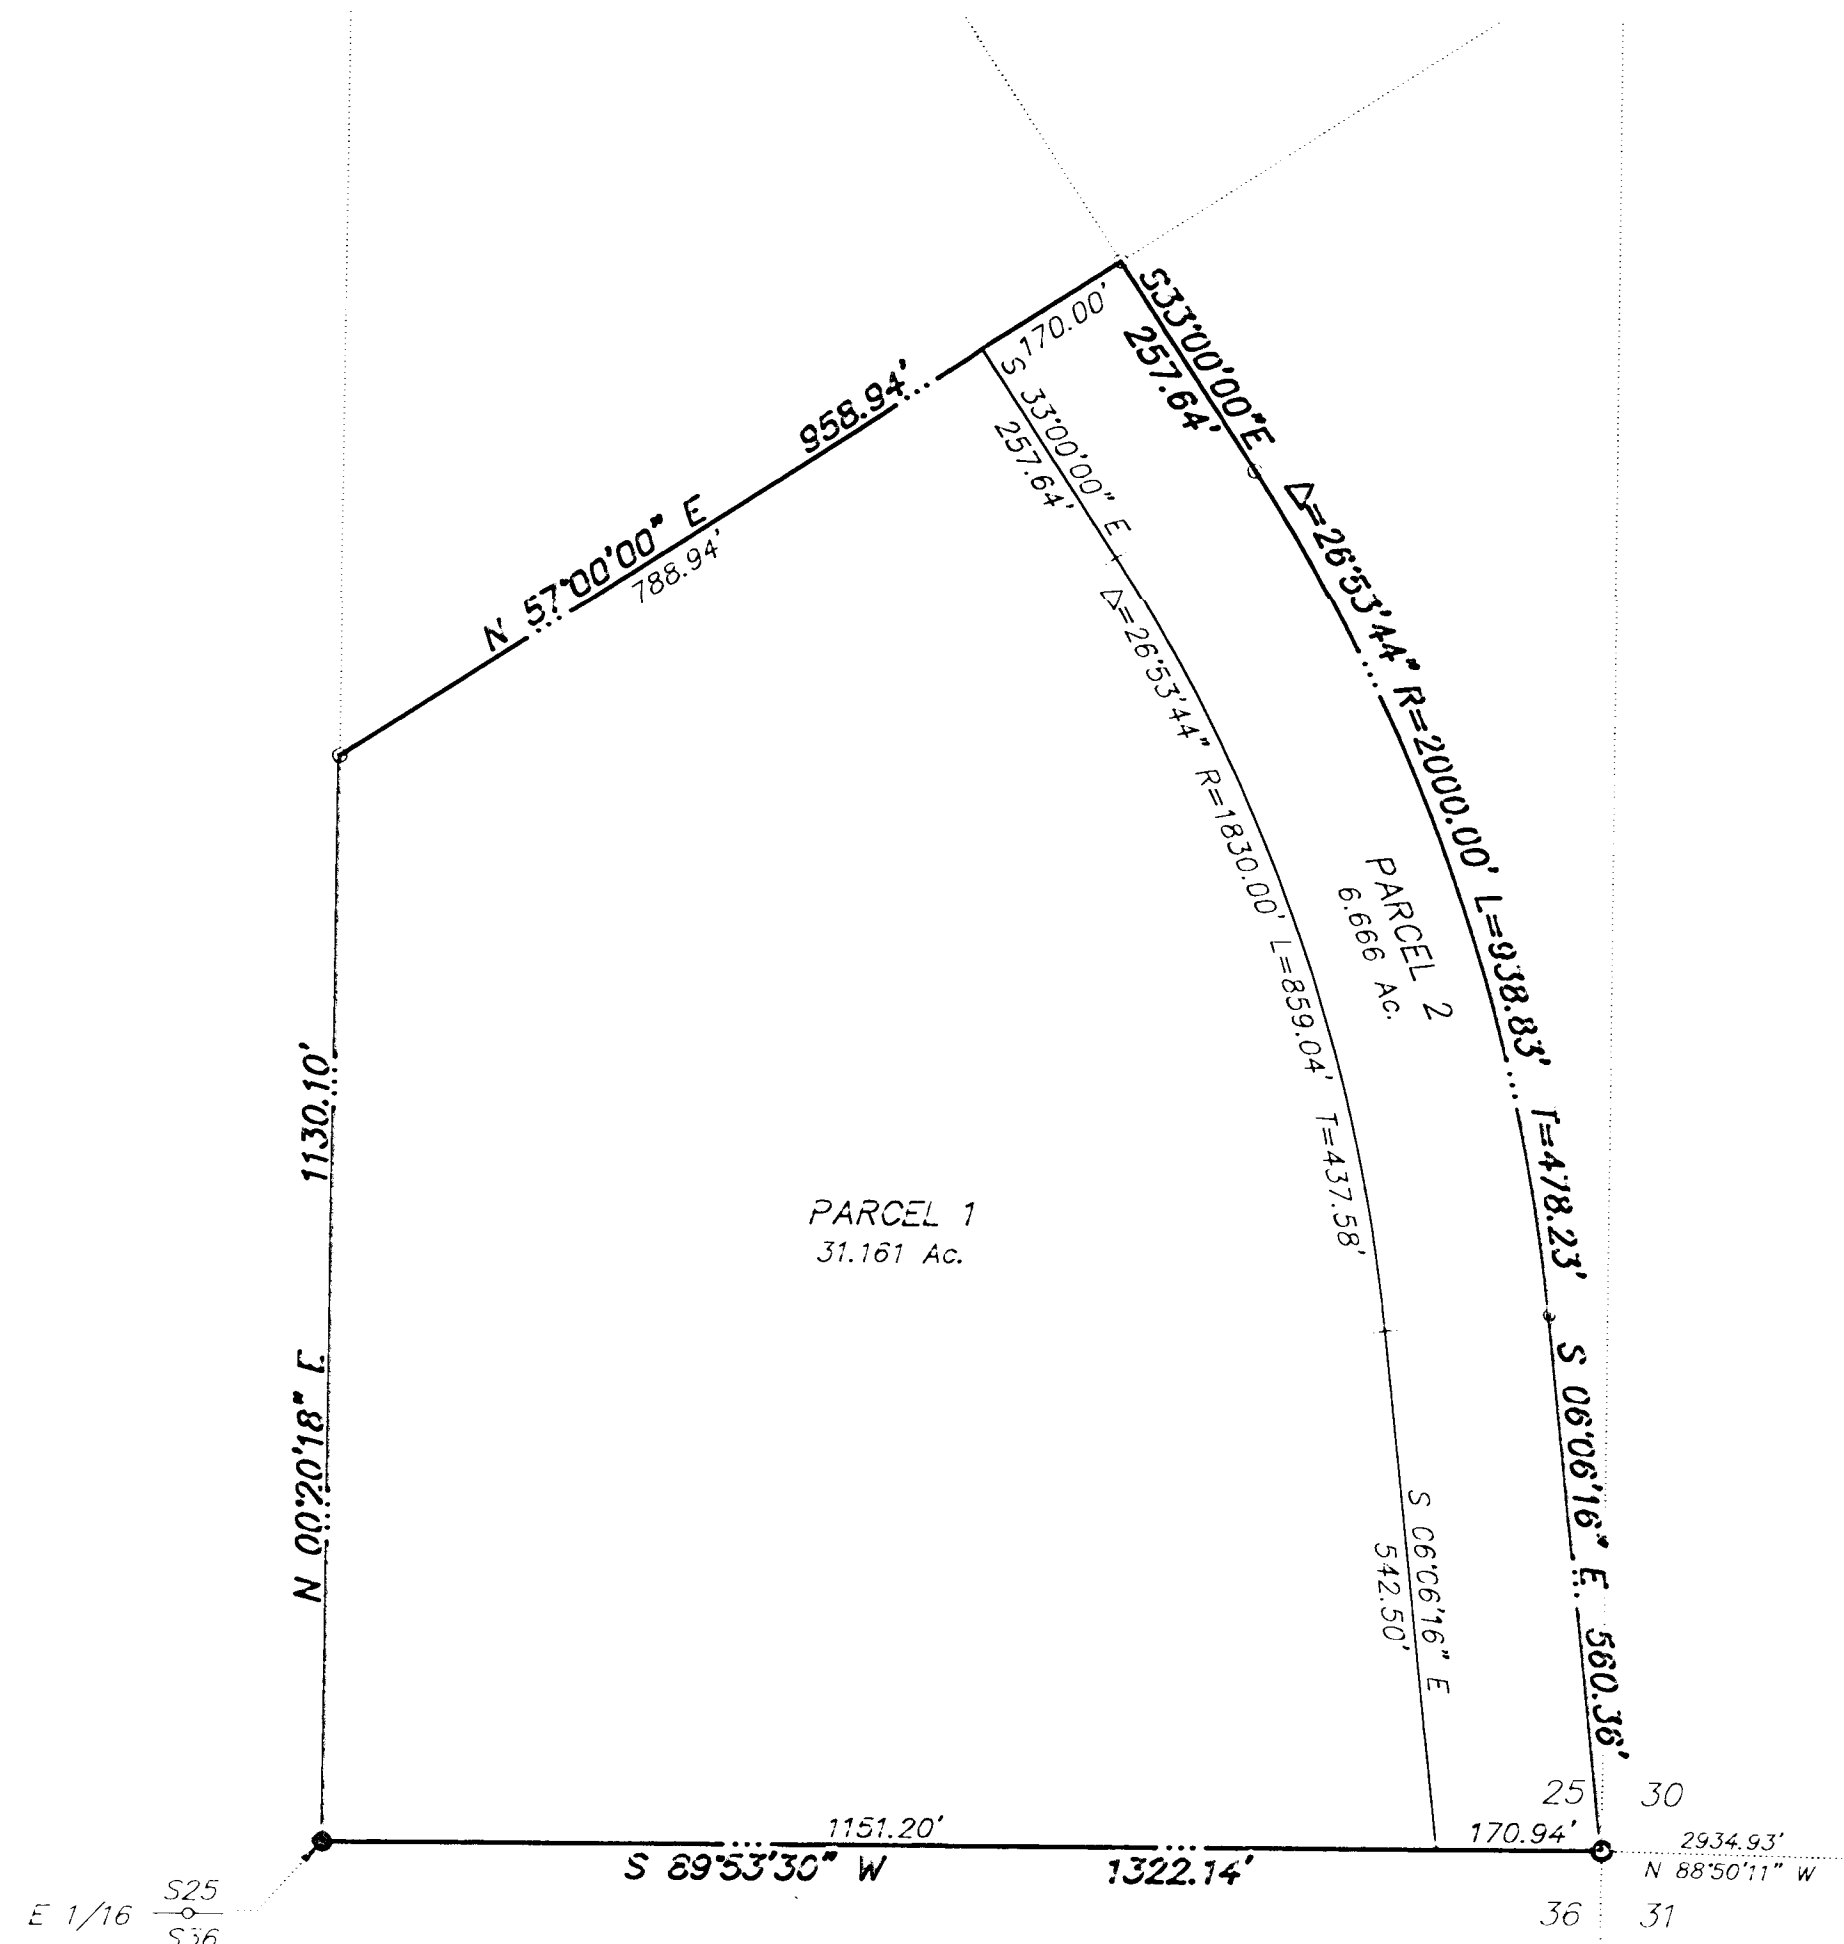 170.00'
S33°00'00"E
257.64'
958.94'
N 57°00'00" E
788.94'
S 33°00'00" E
257.64'
Δ=26°53'44" R=2000.00' L=938.83' T=478.23'
Δ=26°53'44" R=1830.00' L=859.04' T=437.58'
PARCEL 2
6.666 Ac.
1130.10'
N 00°20'18" E
PARCEL 1
31.161 Ac.
S 06°06'16" E 560.36'
S 06°06'16" E
542.50'
25 30
1151.20'
170.94'
2934.93'
S 89°53'30" W 1322.14'
N 88°50'11" W
E 1/16
S25
S36
36 31